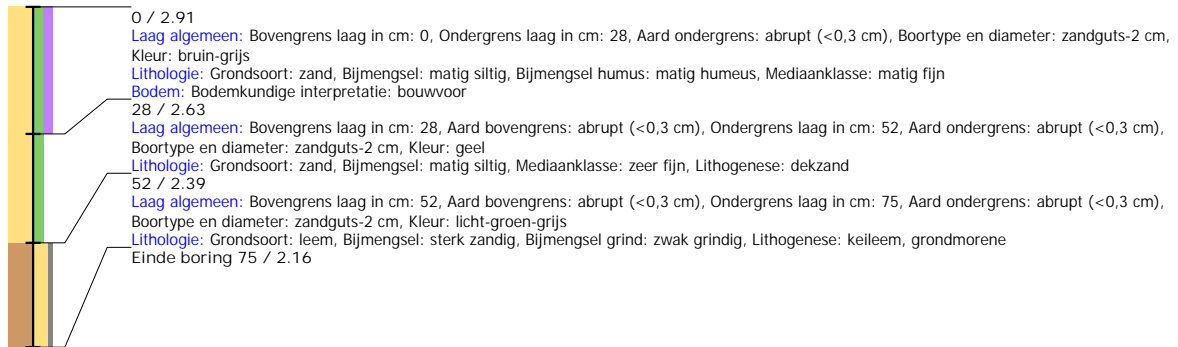 0 / 2.91
Laag algemeen: Bovengrens laag in cm: 0, Ondergrens laag in cm: 28, Aard ondergrens: abrupt (<0,3 cm), Boortype en diameter: zandguts-2 cm,
Kleur: bruin-grijs
Lithologie: Grondsoort: zand, Bijmengsel: matig siltig, Bijmengsel humus: matig humeus, Mediaanklasse: matig fijn
Bodem: Bodemkundige interpretatie: bouwvoor
28 / 2.63
Laag algemeen: Bovengrens laag in cm: 28, Aard bovengrens: abrupt (<0,3 cm), Ondergrens laag in cm: 52, Aard ondergrens: abrupt (<0,3 cm),
Boortype en diameter: zandguts-2 cm, Kleur: geel
Lithologie: Grondsoort: zand, Bijmengsel: matig siltig, Mediaanklasse: zeer fijn, Lithogenese: dekzand
52 / 2.39
Laag algemeen: Bovengrens laag in cm: 52, Aard bovengrens: abrupt (<0,3 cm), Ondergrens laag in cm: 75, Aard ondergrens: abrupt (<0,3 cm),
Boortype en diameter: zandguts-2 cm, Kleur: licht-groen-grijs
Lithologie: Grondsoort: leem, Bijmengsel: sterk zandig, Bijmengsel grind: zwak grindig, Lithogenese: keileem, grondmorene
Einde boring 75 / 2.16